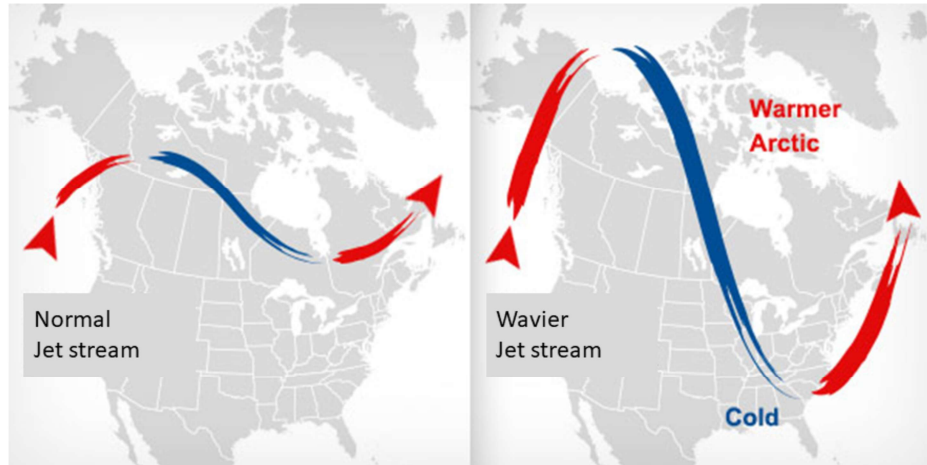 Normal
Jet stream
Warmer
Arctic
Wavier
Jet stream
Cold